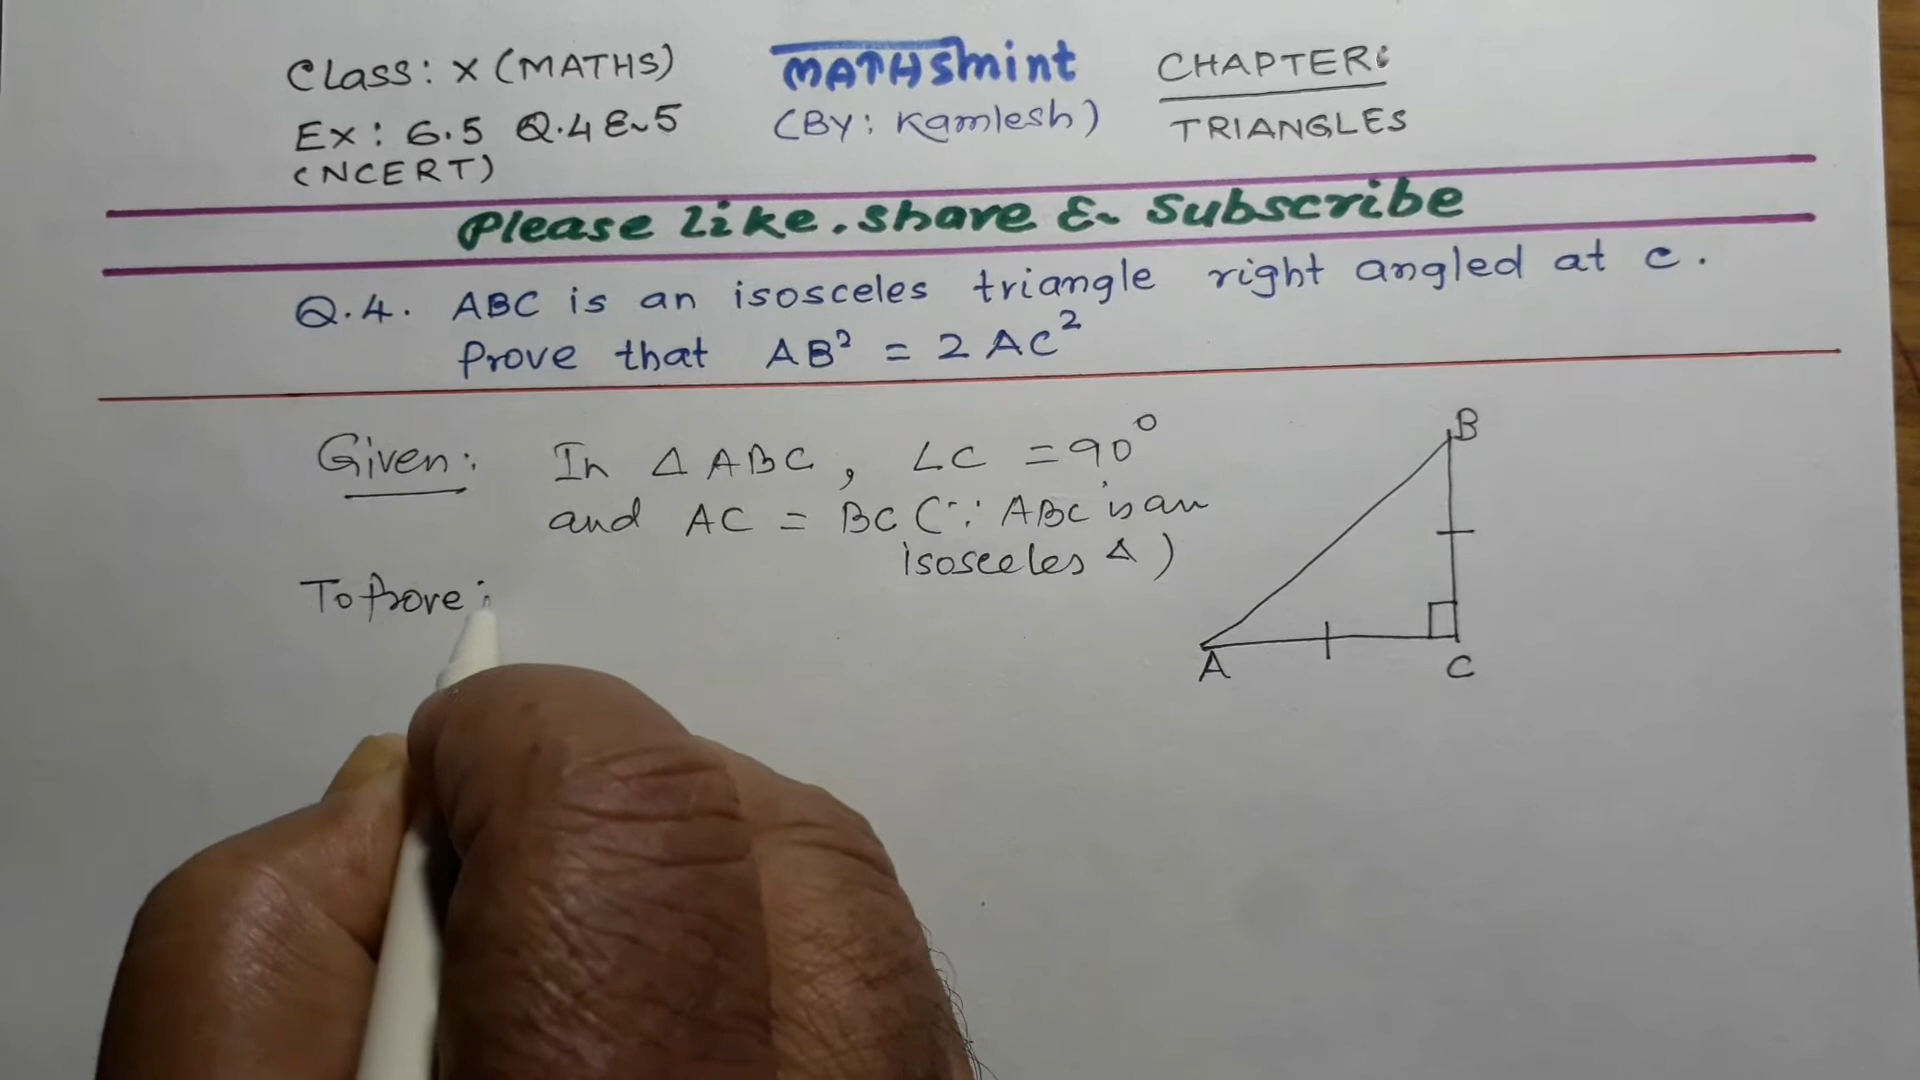 Class: X (MATHS)
Ex: 6.5 Q.4 & 5
(NCERT)
MATHSmint
(BY: Kamlesh)
CHAPTER:
TRIANGLES
Please Like. Share & Subscribe
Q.4. ABC is an isosceles triangle right angled at C.
Prove that AB² = 2 AC²
Given: In △ ABC, ∠C = 90°
and AC = BC (∵ ABC is an
isosceles △)
To Prove:
B
A
C